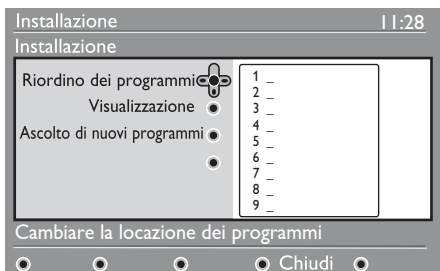 Installazione 11:28
Installazione
Riordino dei programmi
Visualizzazione
Ascolto di nuovi programmi
1 _
2 _
3 _
4 _
5 _
6 _
7 _
8 _
9 _
Cambiare la locazione dei programmi
Chiudi